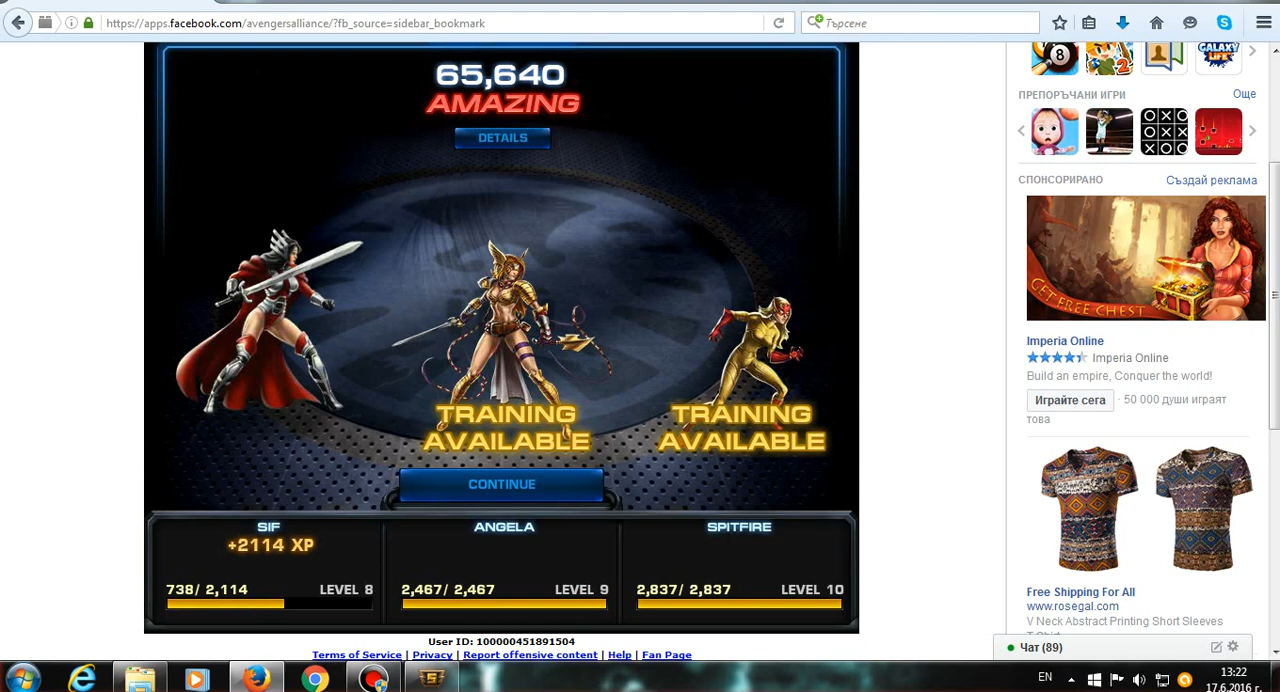 https://apps.facebook.com/avengersalliance/?fb_source=sidebar_bookmark
Търсене
65,640
AMAZING
DETAILS
TRAINING
AVAILABLE
TRAINING
AVAILABLE
CONTINUE
SIF
+2114 XP
738/ 2,114
LEVEL 8
ANGELA
2,467/ 2,467
LEVEL 9
SPITFIRE
2,837/ 2,837
LEVEL 10
User ID: 100000451891504
Terms of Service | Privacy | Report offensive content | Help | Fan Page
8
2
GALAXY
LIFE
ПРЕПОРЪЧАНИ ИГРИ
Още
СПОНСОРИРАНО
Създай реклама
GET FREE CHEST
Imperia Online
Imperia Online
Build an empire, Conquer the world!
Играйте сега
· 50 000 души играят
това
Free Shipping For All
www.rosegal.com
V Neck Abstract Printing Short Sleeves
Чат (89)
EN
13:22
17.6.2016 г.